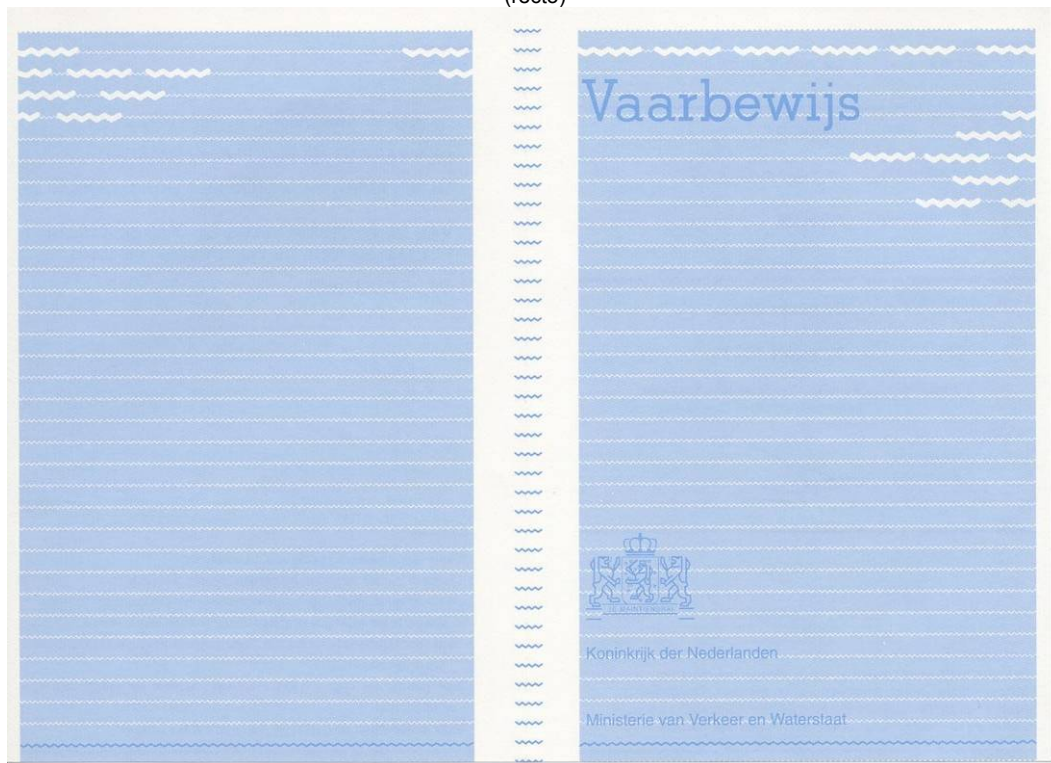 (recto)
Vaarbewijs
Koninkrijk der Nederlanden
Ministerie van Verkeer en Waterstaat